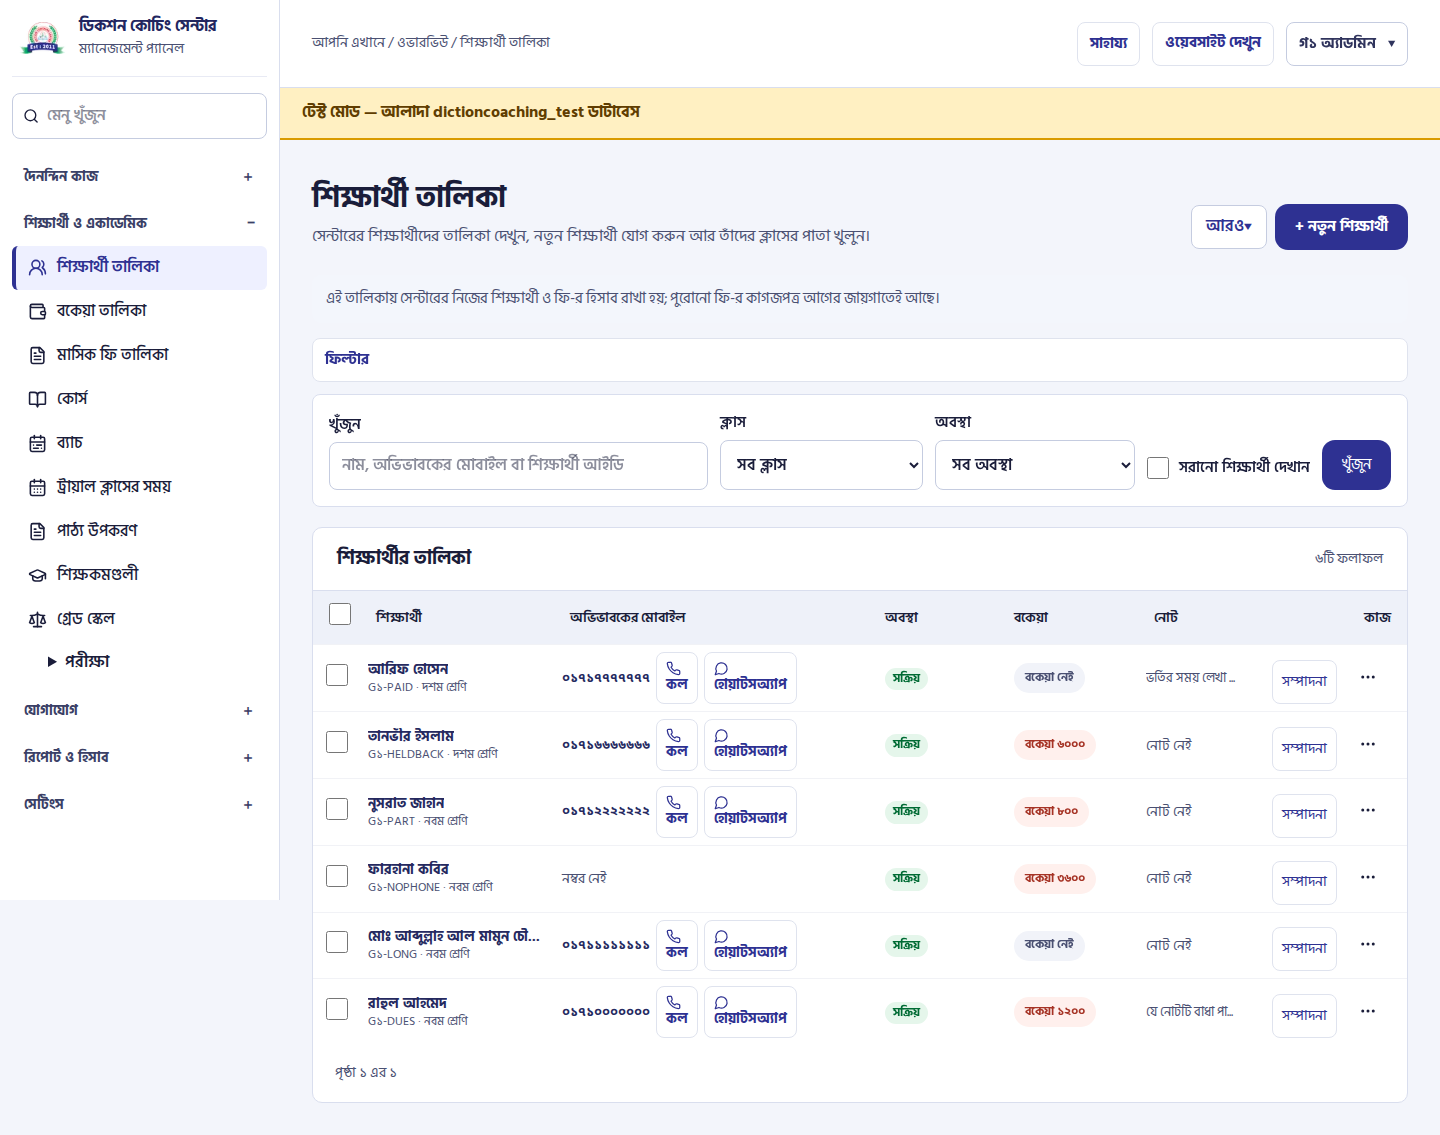 ডিকশন কোচিং সেন্টার
ম্যানেজমেন্ট প্যানেল
Est : 2011
আপনি এখানে / ওভারভিউ / শিক্ষার্থী তালিকা
সাহায্য
ওয়েবসাইট দেখুন
গ১ অ্যাডমিন ▾
মেনু খুঁজুন
টেস্ট মোড — আলাদা dictioncoaching_test ডাটাবেস
দৈনন্দিন কাজ +
শিক্ষার্থী ও একাডেমিক −
শিক্ষার্থী তালিকা
বকেয়া তালিকা
মাসিক ফি তালিকা
কোর্স
ব্যাচ
ট্রায়াল ক্লাসের সময়
পাঠ্য উপকরণ
শিক্ষকমণ্ডলী
গ্রেড স্কেল
▶ পরীক্ষা
যোগাযোগ +
রিপোর্ট ও হিসাব +
সেটিংস +
শিক্ষার্থী তালিকা
সেন্টারের শিক্ষার্থীদের তালিকা দেখুন, নতুন শিক্ষার্থী যোগ করুন আর তাঁদের ক্লাসের পাতা খুলুন।
আরও▾
+ নতুন শিক্ষার্থী
এই তালিকায় সেন্টারের নিজের শিক্ষার্থী ও ফি-র হিসাব রাখা হয়; পুরোনো ফি-র কাগজপত্র আগের জায়গাতেই আছে।
ফিল্টার
খুঁজুন
ক্লাস
অবস্থা
নাম, অভিভাবকের মোবাইল বা শিক্ষার্থী আইডি
সব ক্লাস
সব অবস্থা
সরানো শিক্ষার্থী দেখান
খুঁজুন
শিক্ষার্থীর তালিকা
৬টি ফলাফল
শিক্ষার্থী অভিভাবকের মোবাইল অবস্থা বকেয়া নোট কাজ
আরিফ হোসেন
G১-PAID · দশম শ্রেণি
০১৭১৭৭৭৭৭৭৭ কল হোয়াটসঅ্যাপ সক্রিয় বকেয়া নেই ভর্তির সময় লেখা ... সম্পাদনা ···
তানভীর ইসলাম
G১-HELDBACK · দশম শ্রেণি
০১৭১৬৬৬৬৬৬৬ কল হোয়াটসঅ্যাপ সক্রিয় বকেয়া ৬০০০ নোট নেই সম্পাদনা ···
নুসরাত জাহান
G১-PART · নবম শ্রেণি
০১৭১২২২২২২২ কল হোয়াটসঅ্যাপ সক্রিয় বকেয়া ৮০০ নোট নেই সম্পাদনা ···
ফারহানা কবির
G১-NOPHONE · নবম শ্রেণি
নম্বর নেই সক্রিয় বকেয়া ৩৬০০ নোট নেই সম্পাদনা ···
মোঃ আব্দুল্লাহ আল মামুন চৌ...
G১-LONG · নবম শ্রেণি
০১৭১১১১১১১১ কল হোয়াটসঅ্যাপ সক্রিয় বকেয়া নেই নোট নেই সম্পাদনা ···
রাহুল আহমেদ
G১-DUES · নবম শ্রেণি
০১৭১০০০০০০০ কল হোয়াটসঅ্যাপ সক্রিয় বকেয়া ১২০০ যে নোটটি বাধা পা... সম্পাদনা ···
পৃষ্ঠা ১ এর ১